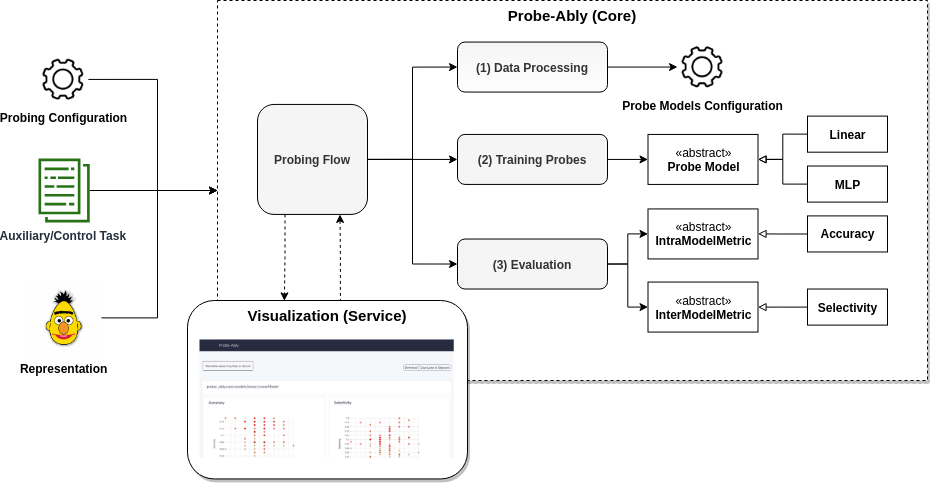 Probe-Ably (Core)
Probing Configuration
Auxiliary/Control Task
Representation
Probing Flow
(1) Data Processing
Probe Models Configuration
(2) Training Probes
«abstract»
Probe Model
Linear
MLP
(3) Evaluation
«abstract»
IntraModelMetric
Accuracy
«abstract»
InterModelMetric
Selectivity
Visualization (Service)
Probe-Ably
Accuracy
Selectivity